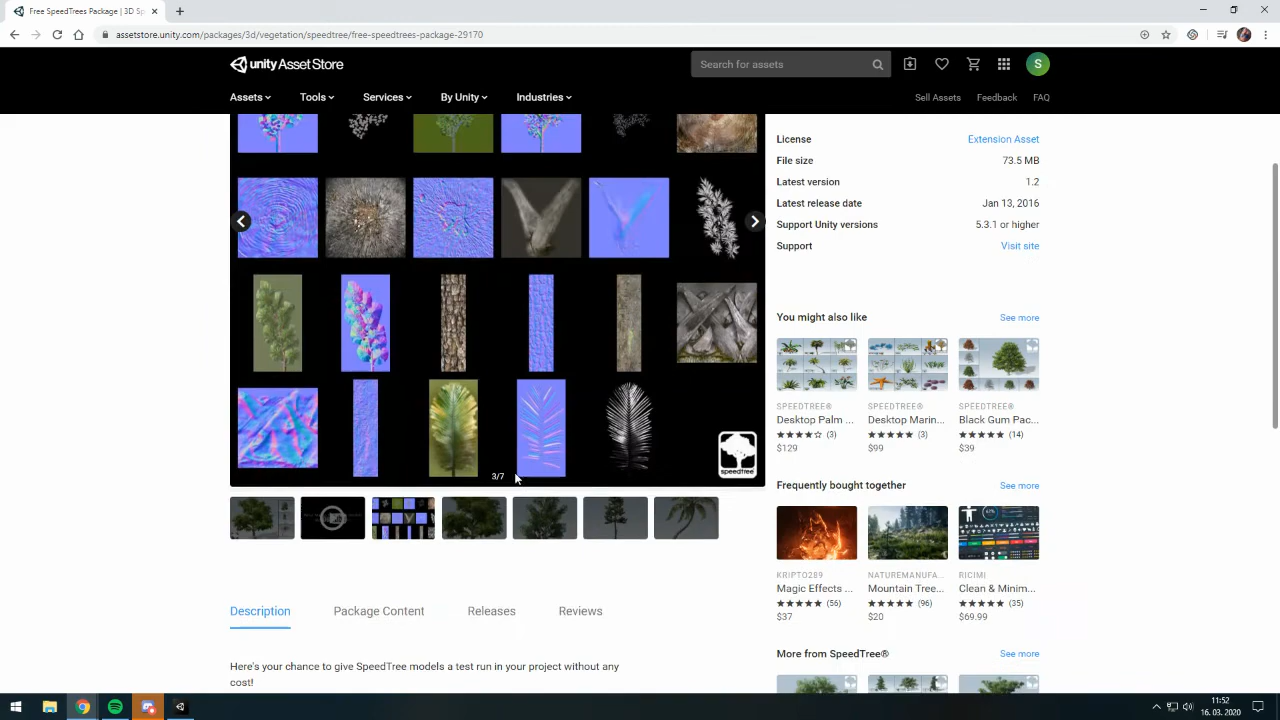 Free SpeedTrees Package | 3D Sp
assetstore.unity.com/packages/3d/vegetation/speedtree/free-speedtrees-package-29170
unity Asset Store
Search for assets
S
Assets
Tools
Services
By Unity
Industries
Sell Assets
Feedback
FAQ
License
Extension Asset
File size
73.5 MB
Latest version
1.2
Latest release date
Jan 13, 2016
Support Unity versions
5.3.1 or higher
Support
Visit site
speedtree
3/7
You might also like
See more
SPEEDTREE®
Desktop Palm ...
(3)
$129
SPEEDTREE®
Desktop Marin...
(3)
$99
SPEEDTREE®
Black Gum Pac...
(14)
$39
Frequently bought together
See more
KRIPTO289
Magic Effects ...
(56)
$37
NATUREMANUFA...
Mountain Tree...
(96)
$20
RICIMI
Clean & Minim...
(35)
$69.99
More from SpeedTree®
See more
Description
Package Content
Releases
Reviews
Here's your chance to give SpeedTree models a test run in your project without any
cost!
11:52
16. 03. 2020